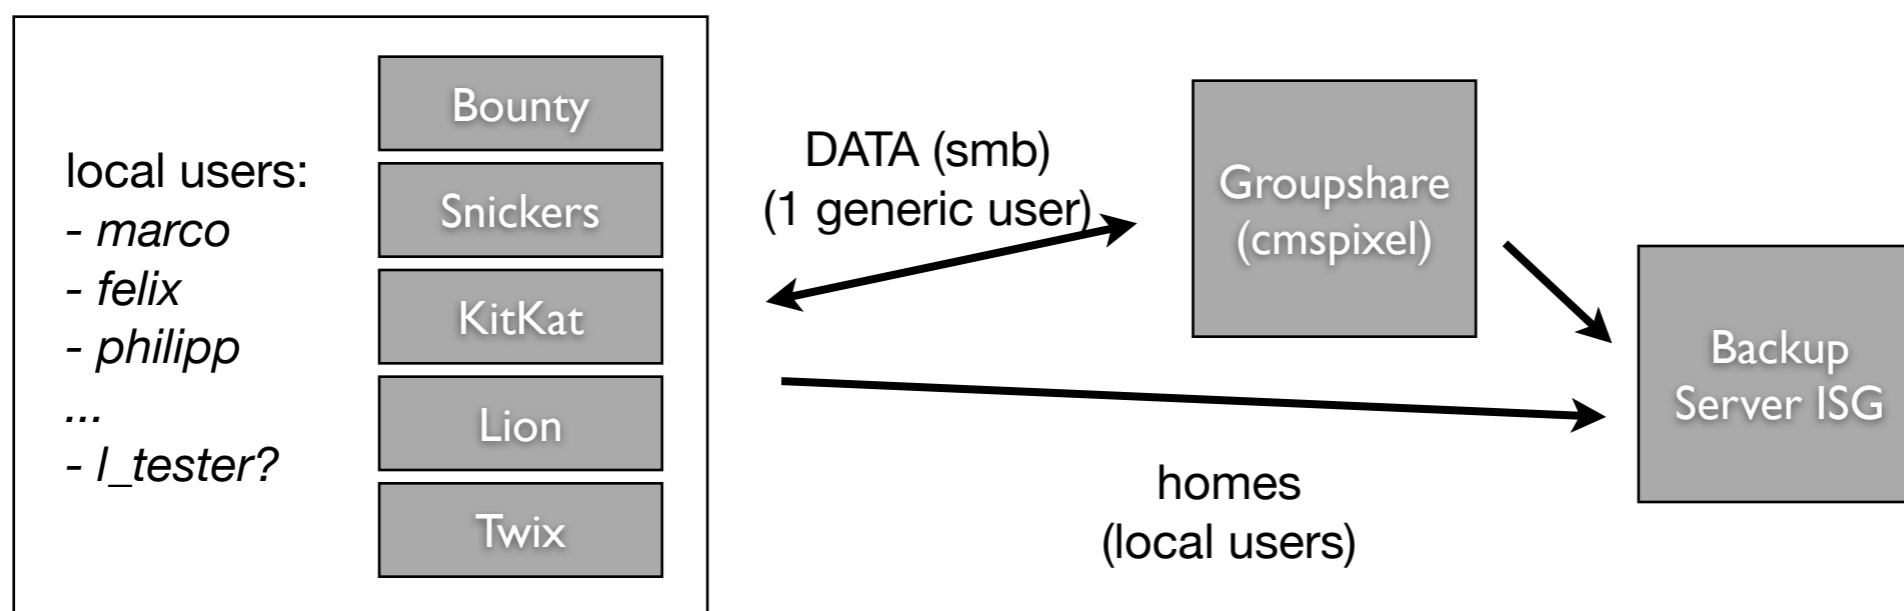 local users:
- marco
- felix
- philipp
...
- l_tester?
Bounty
Snickers
KitKat
Lion
Twix
DATA (smb)
(1 generic user)
Groupshare
(cmspixel)
homes
(local users)
Backup
Server ISG